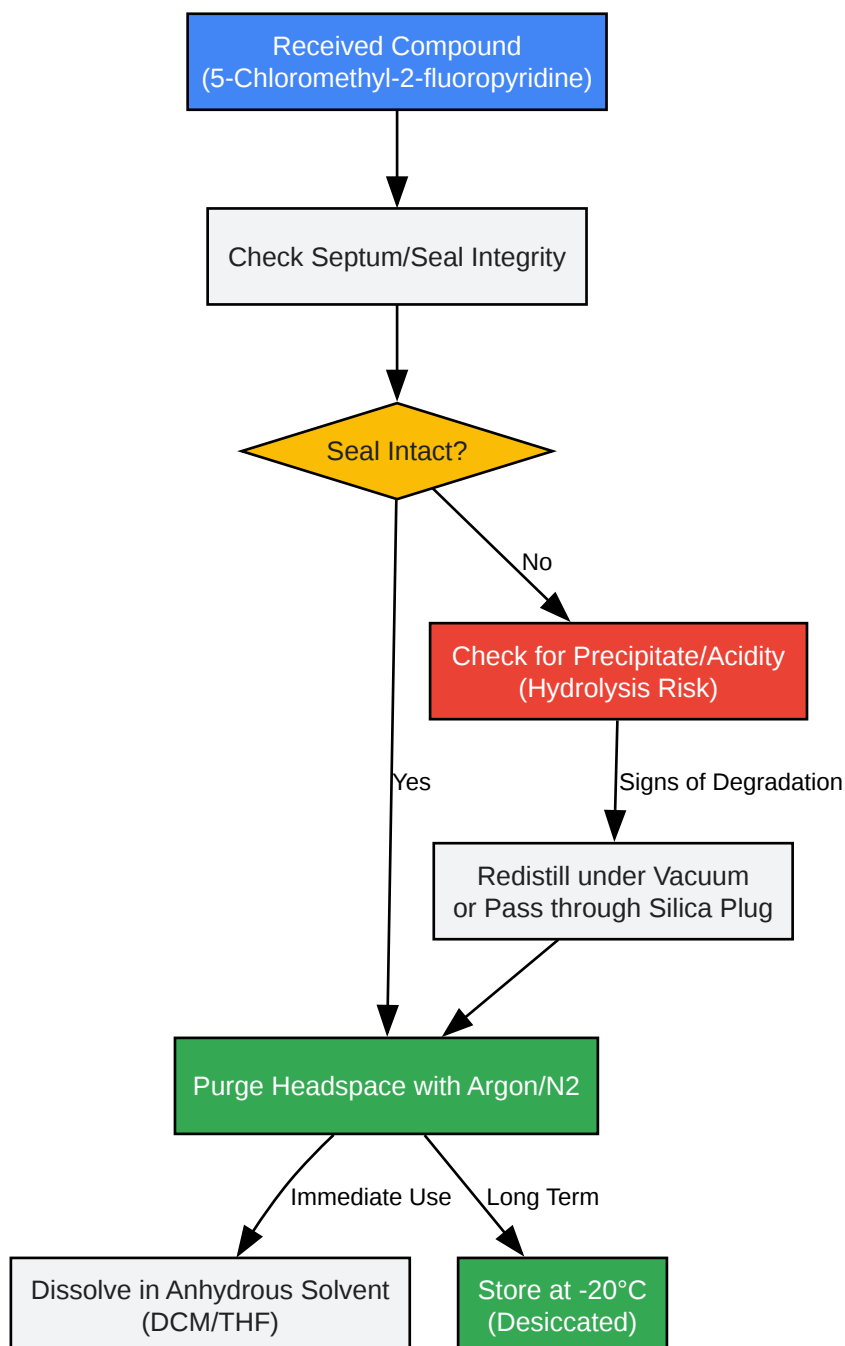 Received Compound
(5-Chloromethyl-2-fluoropyridine)
Check Septum/Seal Integrity
Seal Intact?
No
Check for Precipitate/Acidity
(Hydrolysis Risk)
Yes
Signs of Degradation
Redistill under Vacuum
or Pass through Silica Plug
Purge Headspace with Argon/N2
Immediate Use
Long Term
Dissolve in Anhydrous Solvent
(DCM/THF)
Store at -20°C
(Desiccated)